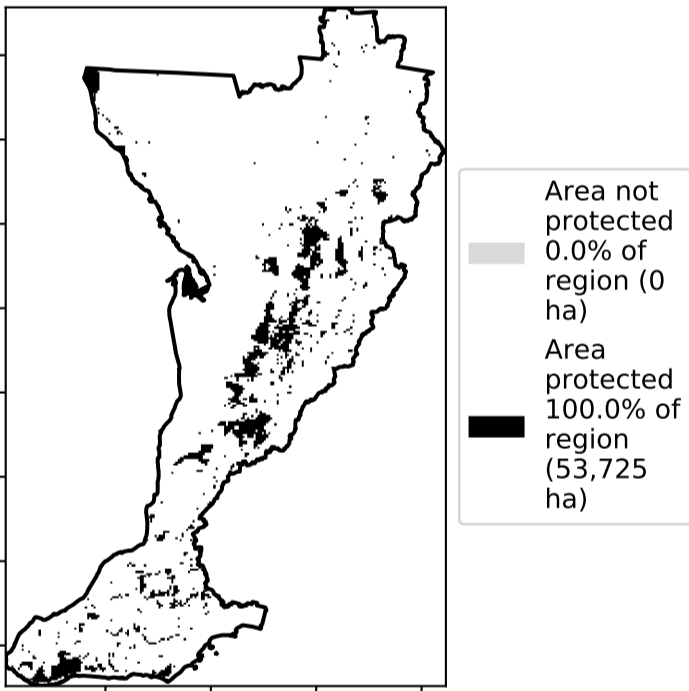 Area not
protected
0.0% of
region (0
ha)
Area
protected
100.0% of
region
(53,725
ha)